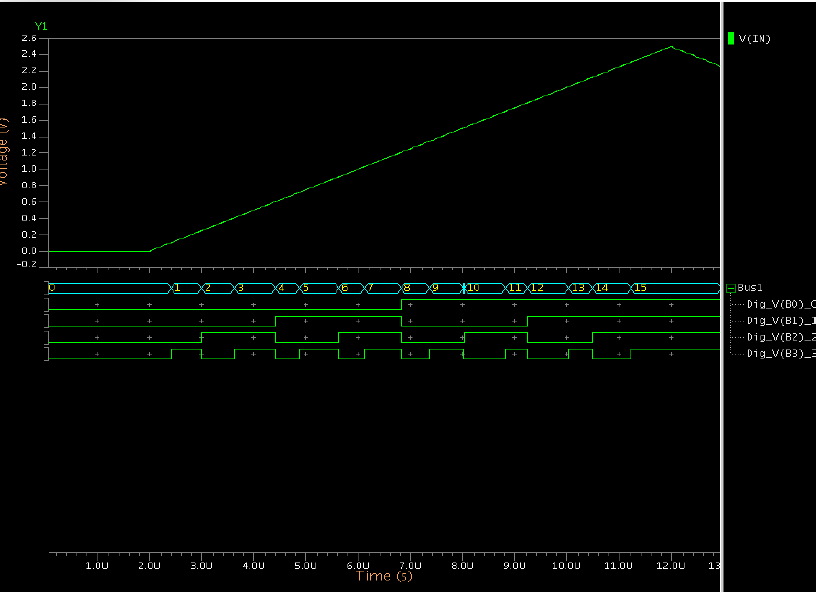 Y1
V(IN)
2.6
2.4
2.2
2.0
1.8
1.6
1.4
1.2
1.0
0.8
0.6
0.4
0.2
0.0
-0.2
Voltage (V)
0 1 2 3 4 5 6 7 8 9 10 11 12 13 14 15
Bus1
Dig_V(B0)_
Dig_V(B1)_
Dig_V(B2)_2
Dig_V(B3)_3
1.0U 2.0U 3.0U 4.0U 5.0U 6.0U 7.0U 8.0U 9.0U 10.0U 11.0U 12.0U 13
Time (s)